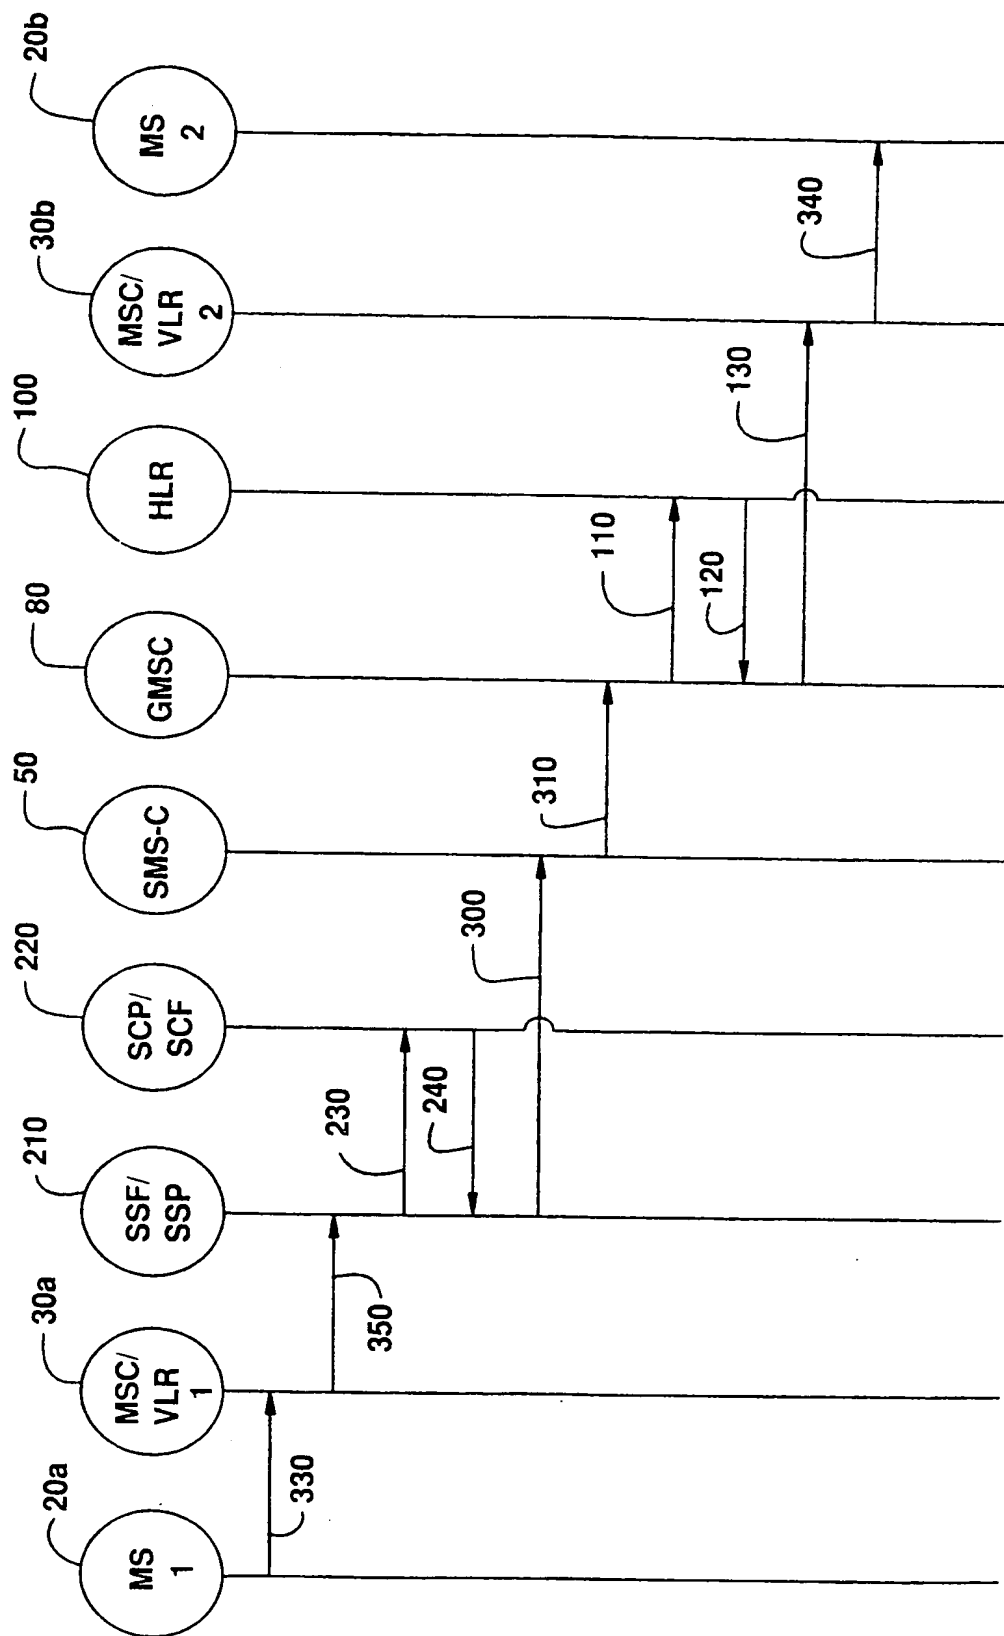 20a
MS
1
30a
MSC/
VLR
1
210
SSF/
SSP
220
SCP/
SCF
50
SMS-C
80
GMSC
100
HLR
30b
MSC/
VLR
2
20b
MS
2
330
350
230
240
300
310
110
120
130
340